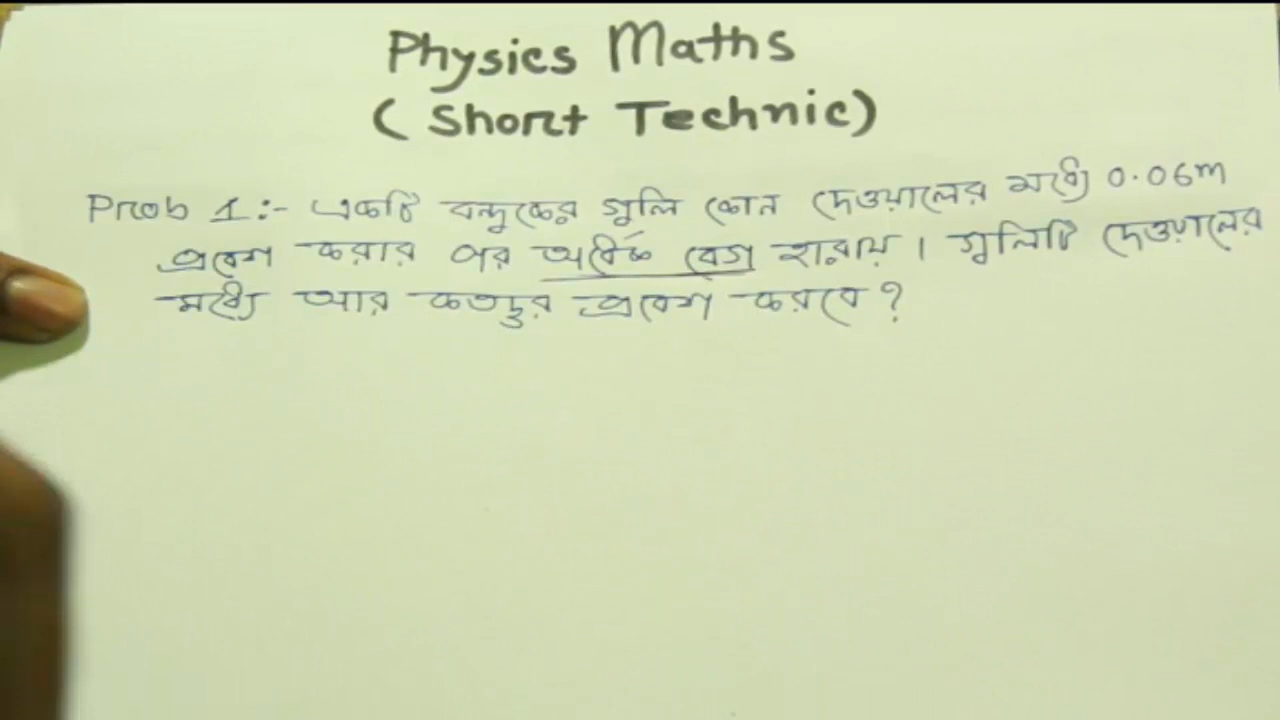 Physics Maths
(Short Technic)
Prob 1:- একটি বন্দুকের গুলি কোন দেওয়ালের মধ্যে 0.06m
প্রবেশ করার পর অর্ধেক বেগ হারায়। গুলিটি দেওয়ালের
মধ্যে আর কতদুর প্রবেশ করবে?